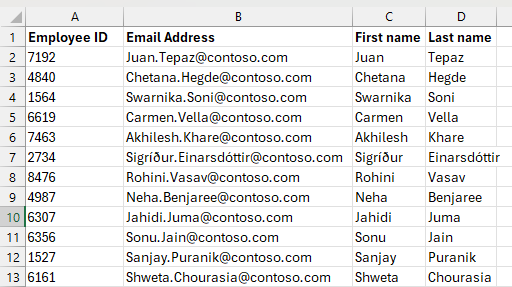 A B C D
1 Employee ID Email Address First name Last name
2 7192 Juan.Tepaz@contoso.com Juan Tepaz
3 4840 Chetana.Hegde@contoso.com Chetana Hegde
4 1564 Swarnika.Soni@contoso.com Swarnika Soni
5 6619 Carmen.Vella@contoso.com Carmen Vella
6 7463 Akhilesh.Khare@contoso.com Akhilesh Khare
7 2734 Sigríður.Einarsdóttir@contoso.com Sigríður Einarsdóttir
8 8476 Rohini.Vasav@contoso.com Rohini Vasav
9 4987 Neha.Benjaree@contoso.com Neha Benjaree
10 6307 Jahidi.Juma@contoso.com Jahidi Juma
11 6356 Sonu.Jain@contoso.com Sonu Jain
12 1527 Sanjay.Puranik@contoso.com Sanjay Puranik
13 6161 Shweta.Chourasia@contoso.com Shweta Chourasia